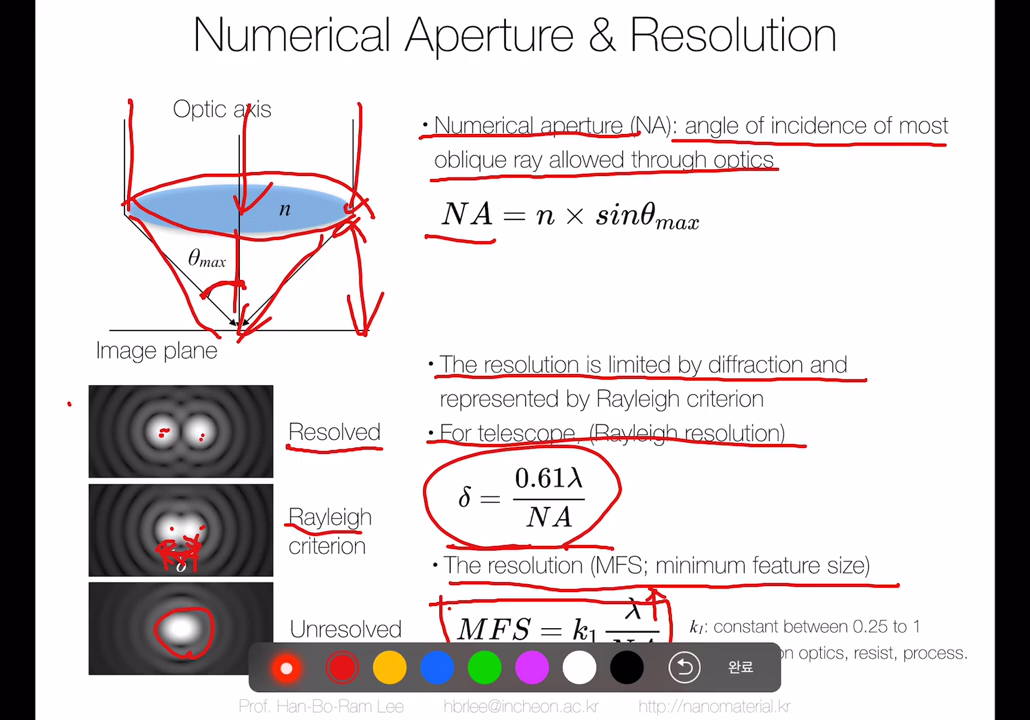 Numerical Aperture & Resolution
Optic axis
n
θmax
Image plane
• Numerical aperture (NA): angle of incidence of most
oblique ray allowed through optics
NA = n × sinθmax
• The resolution is limited by diffraction and
represented by Rayleigh criterion
• For telescope, (Rayleigh resolution)
δ = 0.61λ / NA
• The resolution (MFS; minimum feature size)
MFS = k1 λ / NA
k1: constant between 0.25 to 1
on optics, resist, process.
Resolved
Rayleigh
criterion
δ
Unresolved
완료
Prof. Han-Bo-Ram Lee hbrlee@incheon.ac.kr http://nanomaterial.kr